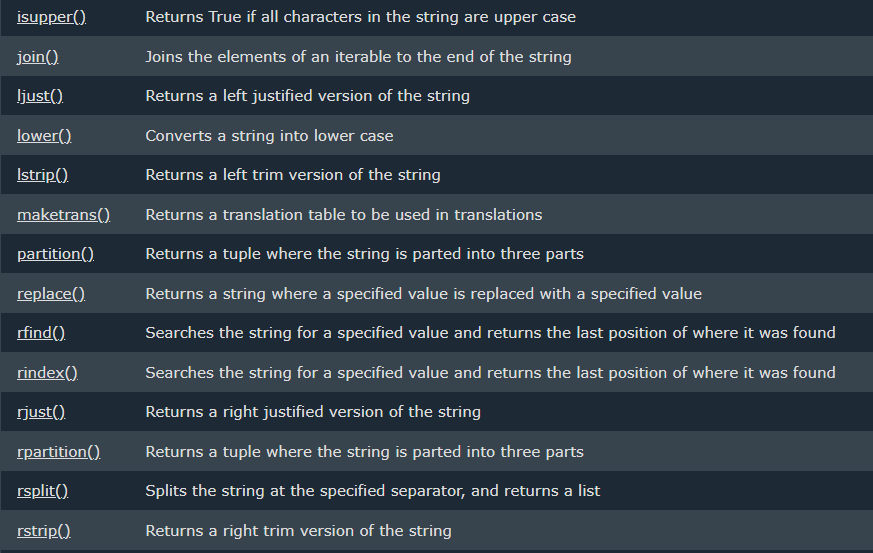 isupper() Returns True if all characters in the string are upper case
join() Joins the elements of an iterable to the end of the string
ljust() Returns a left justified version of the string
lower() Converts a string into lower case
lstrip() Returns a left trim version of the string
maketrans() Returns a translation table to be used in translations
partition() Returns a tuple where the string is parted into three parts
replace() Returns a string where a specified value is replaced with a specified value
rfind() Searches the string for a specified value and returns the last position of where it was found
rindex() Searches the string for a specified value and returns the last position of where it was found
rjust() Returns a right justified version of the string
rpartition() Returns a tuple where the string is parted into three parts
rsplit() Splits the string at the specified separator, and returns a list
rstrip() Returns a right trim version of the string